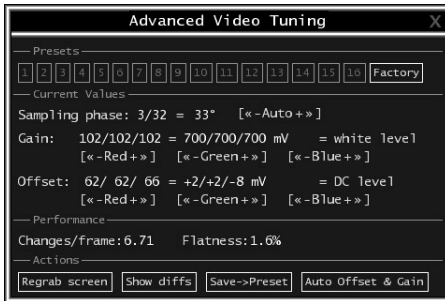 Advanced Video Tuning X
Presets
1 2 3 4 5 6 7 8 9 10 11 12 13 14 15 16 Factory
Current Values
Sampling phase: 3/32 = 33° [«-Auto+»]
Gain: 102/102/102 = 700/700/700 mV = white level
[«-Red+»] [«-Green+»] [«-Blue+»]
Offset: 62/ 62/ 66 = +2/+2/-8 mV = DC level
[«-Red+»] [«-Green+»] [«-Blue+»]
Performance
Changes/frame:6.71 Flatness:1.6%
Actions
Regrab screen Show diffs Save->Preset Auto Offset & Gain